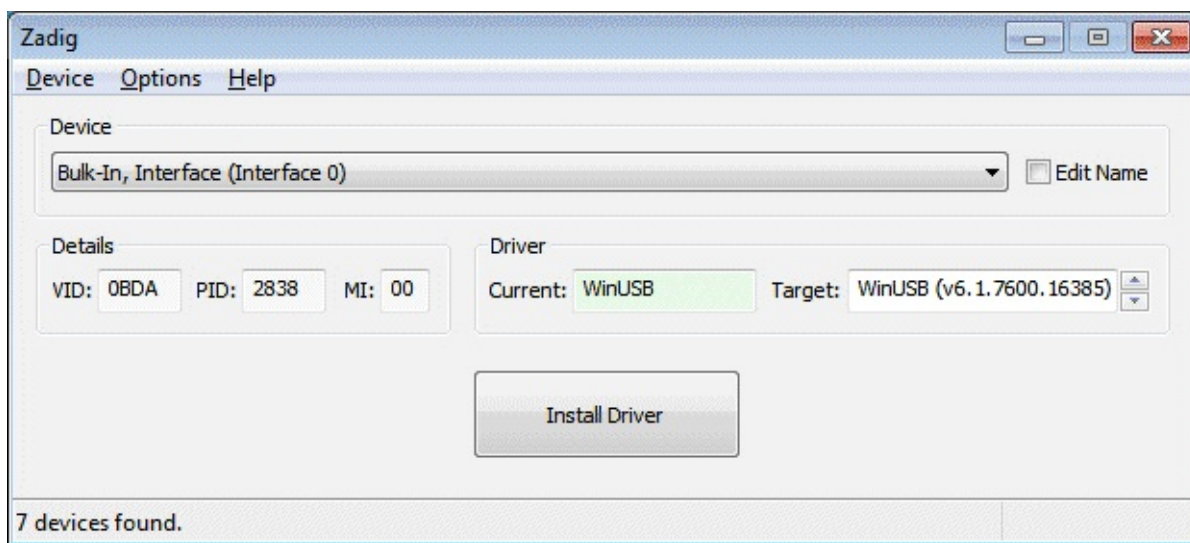 Zadig
Device Options Help
Device
Bulk-In, Interface (Interface 0) Edit Name
Details Driver
VID: 0BDA PID: 2838 MI: 00 Current: WinUSB Target: WinUSB (v6.1.7600.16385)
Install Driver
7 devices found.